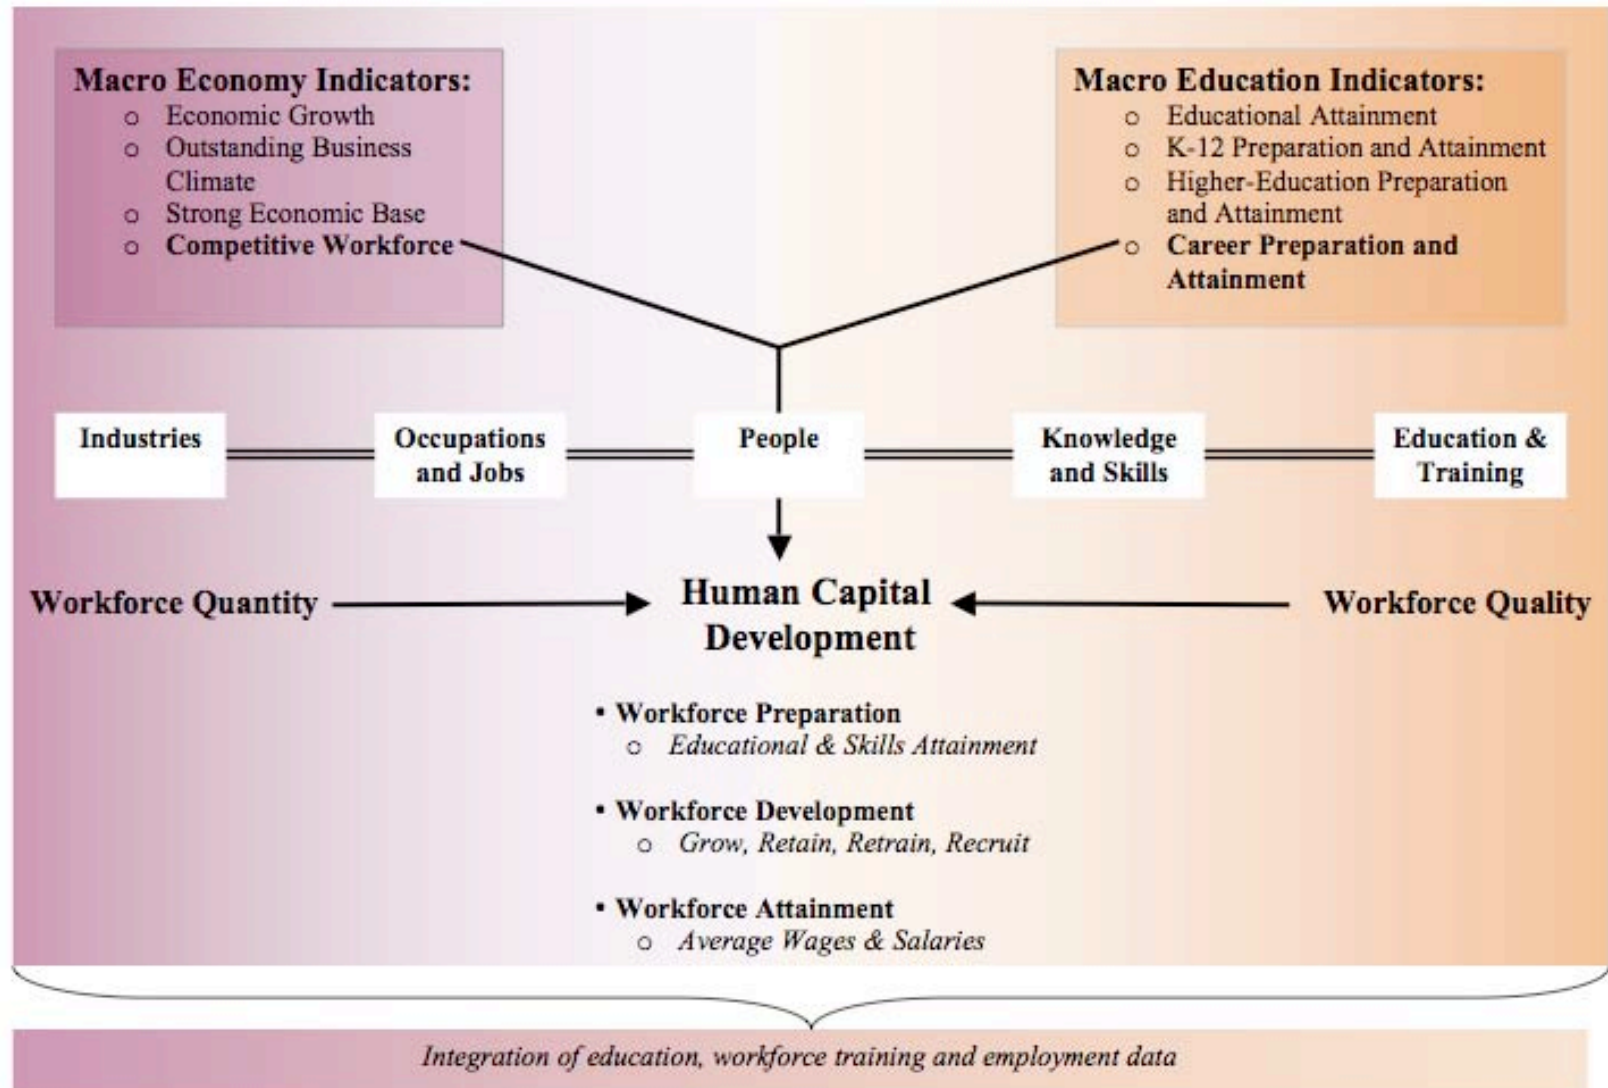 Macro Economy Indicators:
o Economic Growth
o Outstanding Business
Climate
o Strong Economic Base
o Competitive Workforce
Macro Education Indicators:
o Educational Attainment
o K-12 Preparation and Attainment
o Higher-Education Preparation
and Attainment
o Career Preparation and
Attainment
Industries
Occupations
and Jobs
People
Knowledge
and Skills
Education &
Training
Workforce Quantity
Human Capital
Development
Workforce Quality
• Workforce Preparation
o Educational & Skills Attainment
• Workforce Development
o Grow, Retain, Retrain, Recruit
• Workforce Attainment
o Average Wages & Salaries
Integration of education, workforce training and employment data